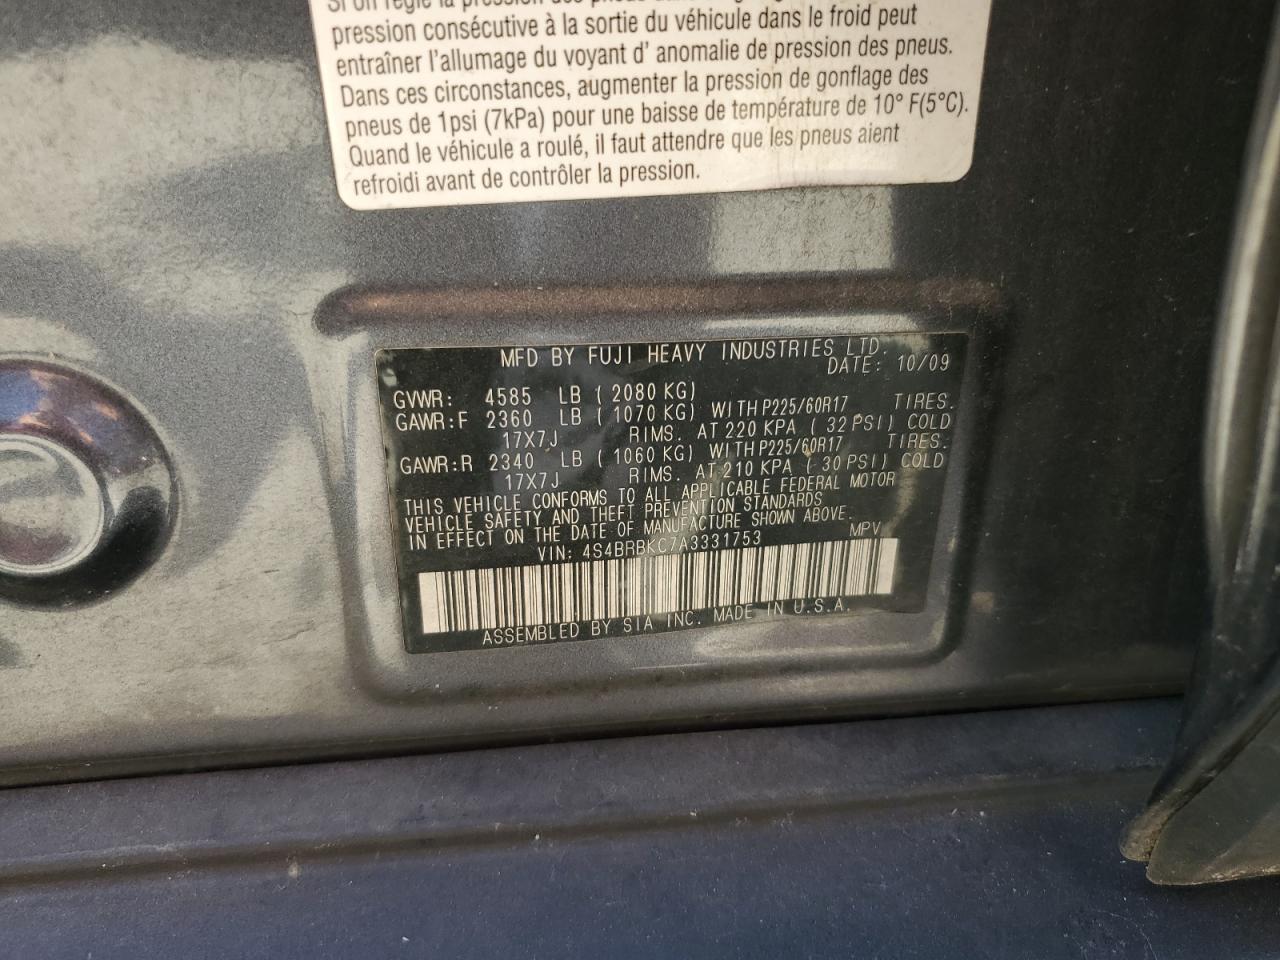 pression consécutive à la sortie du véhicule dans le froid peut
entraîner l'allumage du voyant d' anomalie de pression des pneus.
Dans ces circonstances, augmenter la pression de gonflage des
pneus de 1psi (7kPa) pour une baisse de température de 10° F(5°C).
Quand le véhicule a roulé, il faut attendre que les pneus aient
refroidi avant de contrôler la pression.
MFD BY FUJI HEAVY INDUSTRIES LTD.
DATE: 10/09
GVWR: 4585 LB ( 2080 KG)
GAWR:F 2360 LB ( 1070 KG) WITH P225/60R17 TIRES.
17X7J RIMS. AT 220 KPA ( 32 PSI) COLD
GAWR:R 2340 LB ( 1060 KG) WITH P225/60R17 TIRES.
17X7J RIMS. AT 210 KPA ( 30 PSI) COLD
THIS VEHICLE CONFORMS TO ALL APPLICABLE FEDERAL MOTOR
VEHICLE SAFETY AND THEFT PREVENTION STANDARDS
IN EFFECT ON THE DATE OF MANUFACTURE SHOWN ABOVE.
VIN: 4S4BRBKC7A3331753 MPV
ASSEMBLED BY SIA INC. MADE IN U.S.A.